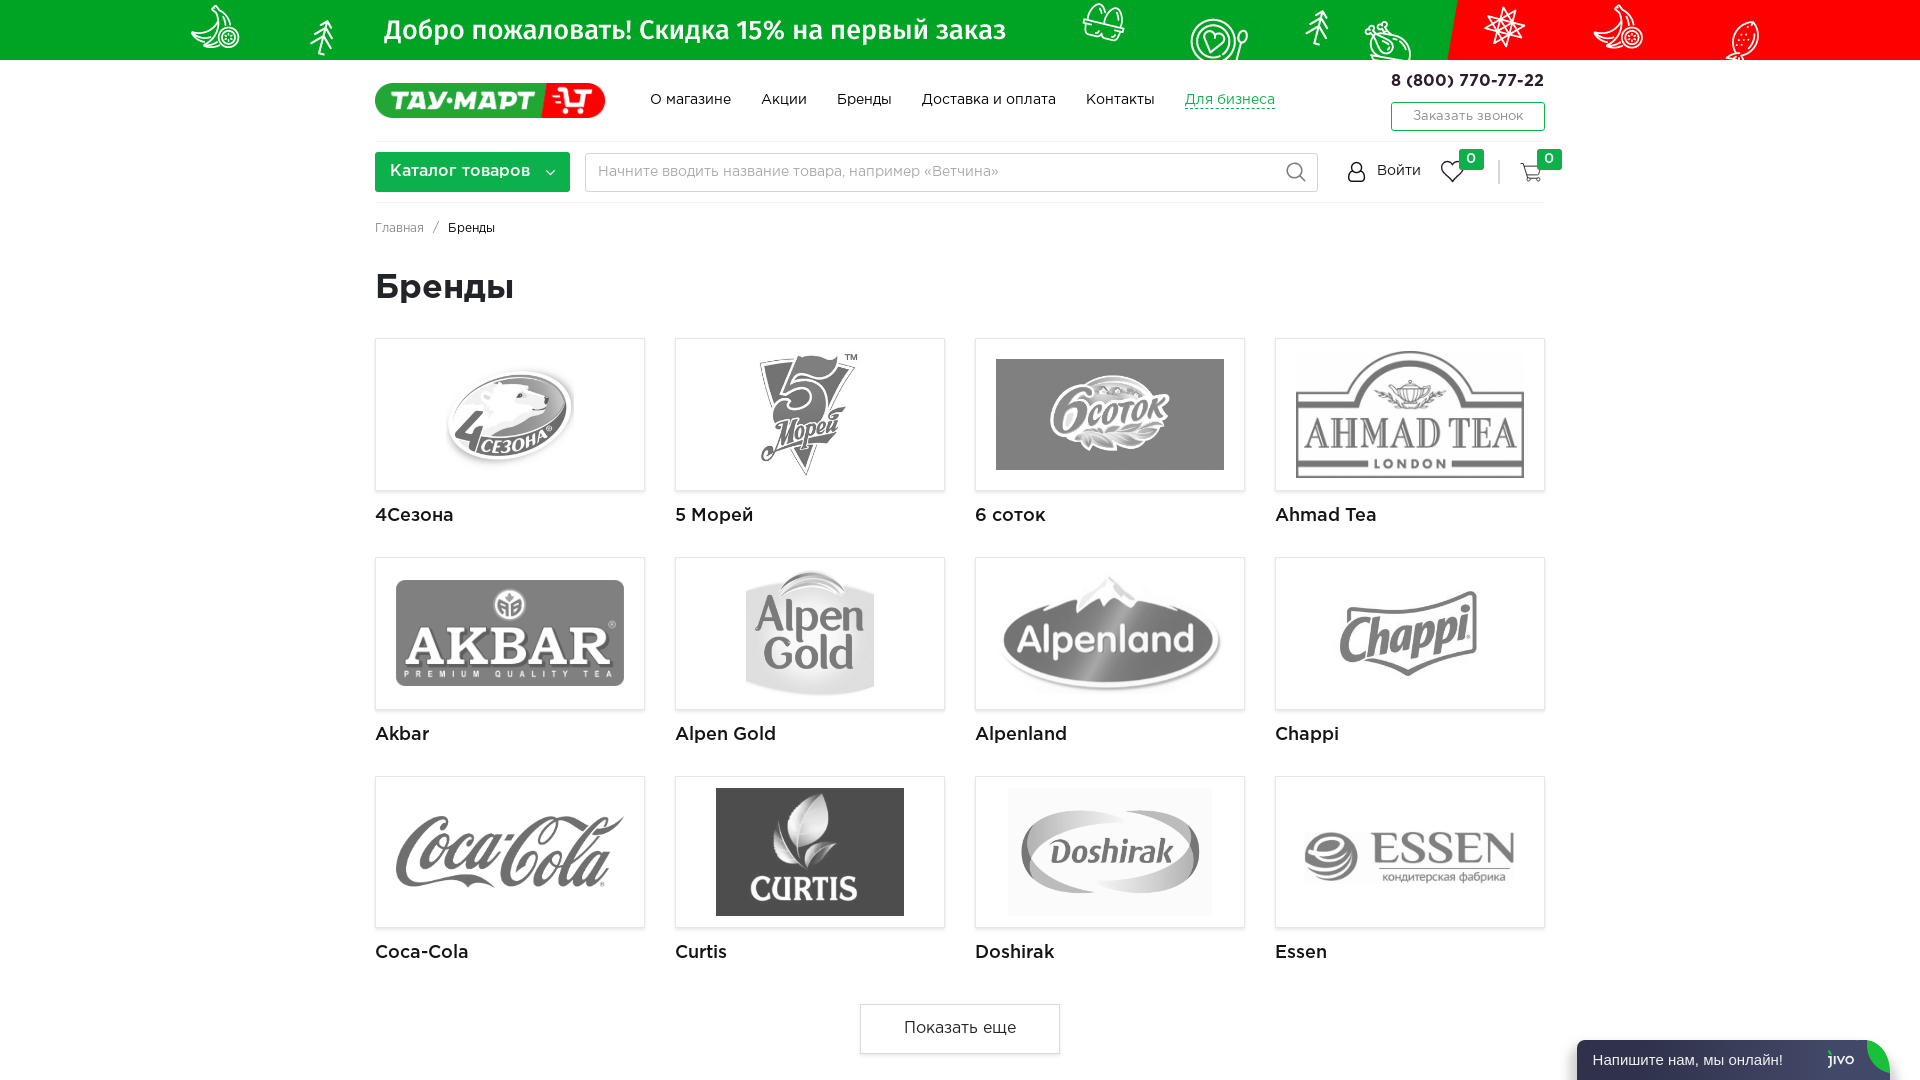 Добро пожаловать! Скидка 15% на первый заказ
ТАУ·МАРТ
О магазине
Акции
Бренды
Доставка и оплата
Контакты
Для бизнеса
8 (800) 770-77-22
Заказать звонок
Каталог товаров
Начните вводить название товара, например «Ветчина»
Войти
0
0
Главная / Бренды
Бренды
4 СЕЗОНА®
5 Морей ™
6 СОТОК
AHMAD TEA
LONDON
4Сезона
5 Морей
6 соток
Ahmad Tea
AKBAR®
PREMIUM QUALITY TEA
Alpen
Gold
Alpenland
Chappi®
Akbar
Alpen Gold
Alpenland
Chappi
Coca-Cola®
CURTIS
Doshirak
ESSEN
кондитерская фабрика
Coca-Cola
Curtis
Doshirak
Essen
Показать еще
Напишите нам, мы онлайн!
jivo